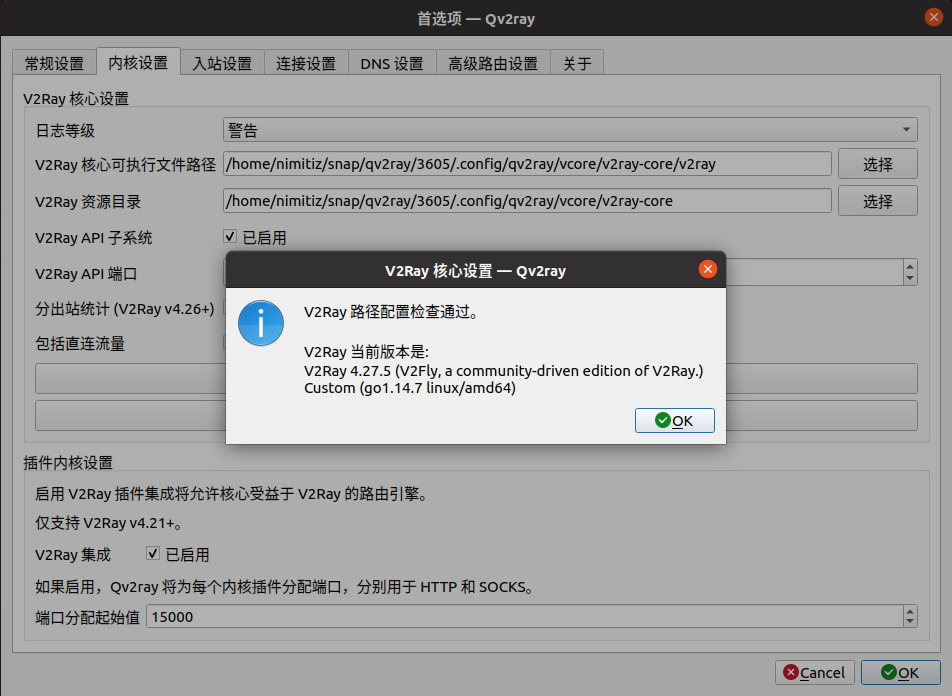 首选项 — Qv2ray
常规设置 内核设置 入站设置 连接设置 DNS 设置 高级路由设置 关于
V2Ray 核心设置
日志等级 警告
V2Ray 核心可执行文件路径 /home/nimitiz/snap/qv2ray/3605/.config/qv2ray/vcore/v2ray-core/v2ray 选择
V2Ray 资源目录 /home/nimitiz/snap/qv2ray/3605/.config/qv2ray/vcore/v2ray-core 选择
V2Ray API 子系统 已启用
V2Ray API 端口
分出站统计 (V2Ray v4.26+)
包括直连流量
V2Ray 核心设置 — Qv2ray
V2Ray 路径配置检查通过。
V2Ray 当前版本是:
V2Ray 4.27.5 (V2Fly, a community-driven edition of V2Ray.)
Custom (go1.14.7 linux/amd64)
OK
插件内核设置
启用 V2Ray 插件集成将允许核心受益于 V2Ray 的路由引擎。
仅支持 V2Ray v4.21+。
V2Ray 集成 已启用
如果启用，Qv2ray 将为每个内核插件分配端口，分别用于 HTTP 和 SOCKS。
端口分配起始值 15000
Cancel OK